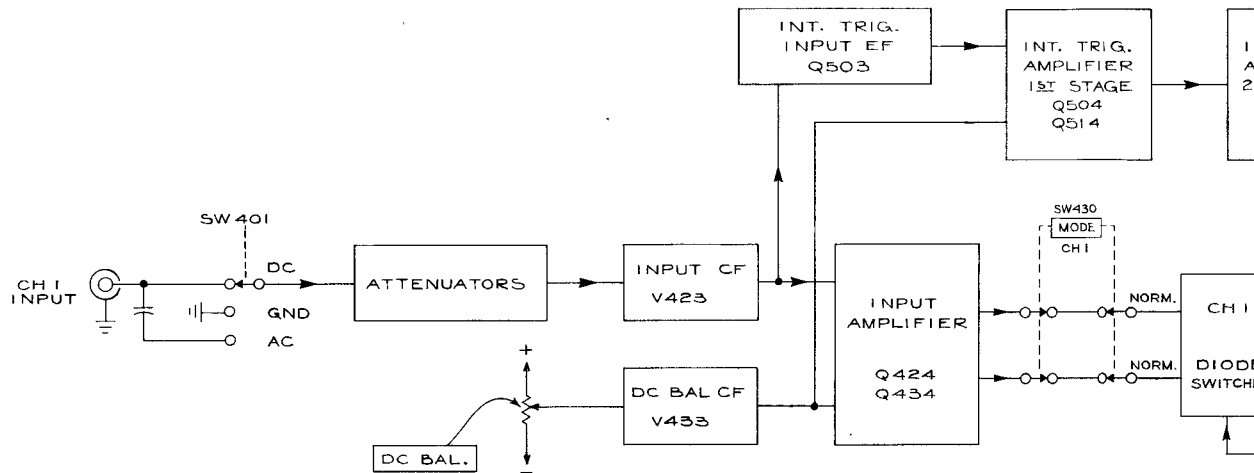 INT. TRIG.
INPUT EF
Q503
INT. TRIG.
AMPLIFIER
1ST STAGE
Q504
Q514
I
A
2
SW401
CH 1
INPUT
DC
GND
AC
ATTENUATORS
INPUT CF
V423
INPUT
AMPLIFIER
Q424
Q434
SW430
MODE
CH 1
NORM.
NORM.
CH 1
DIODE
SWITCH
+
DC BAL CF
V433
DC BAL.
–